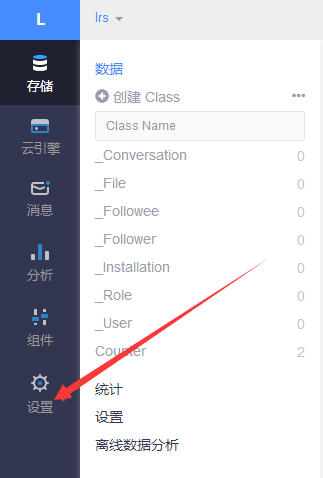 L
lrs
存储
云引擎
消息
分析
组件
设置
数据
创建 Class
Class Name
_Conversation 0
_File 0
_Followee 0
_Follower 0
_Installation 0
_Role 0
_User 0
Counter 2
统计
设置
离线数据分析